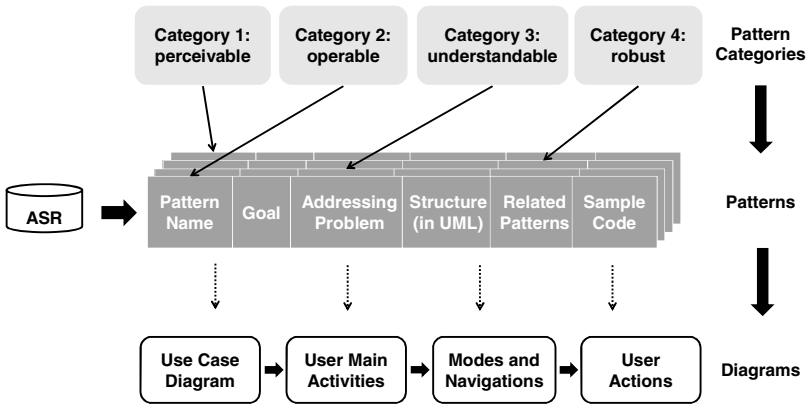 Category 1:
perceivable
Category 2:
operable
Category 3:
understandable
Category 4:
robust
Pattern
Categories
ASR
Pattern
Name
Goal
Addressing
Problem
Structure
(in UML)
Related
Patterns
Sample
Code
Patterns
Use Case
Diagram
User Main
Activities
Modes and
Navigations
User
Actions
Diagrams